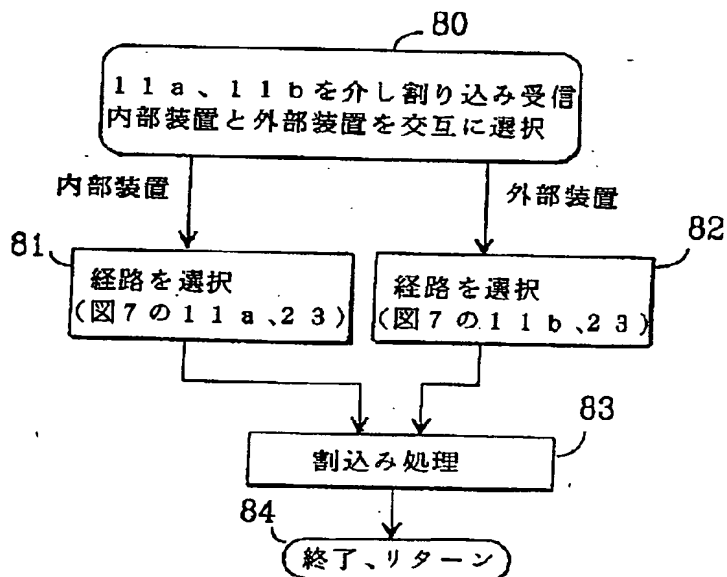 80
11a、11bを介し割り込み受信
内部装置と外部装置を交互に選択
内部装置
外部装置
81
経路を選択
(図7の11a、23)
82
経路を選択
(図7の11b、23)
83
割込み処理
84
終了、リターン